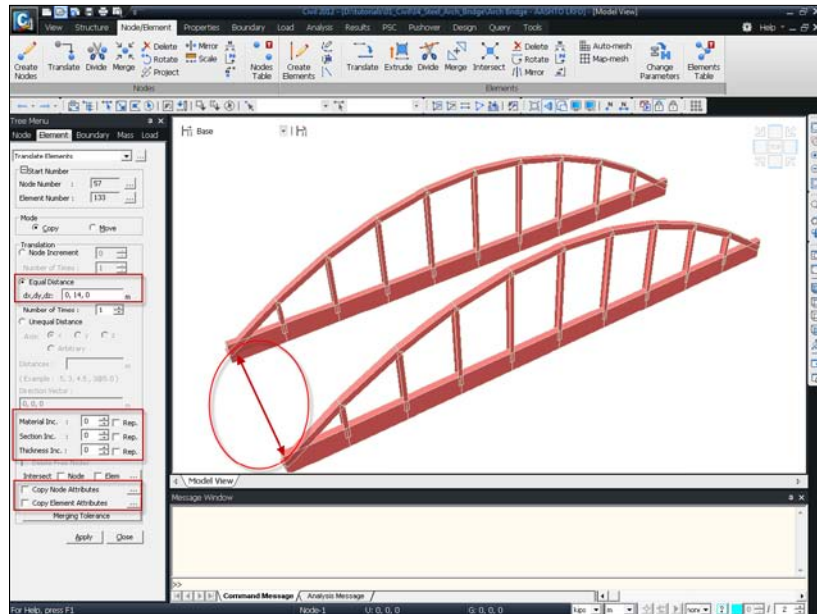 Civil 2012 - [D:\Tutorials\01_Civil\04_Steel_Arch_Bridge\Arch Bridge - AASHTO LRFD] - [Model View]
View Structure Node/Element Properties Boundary Load Analysis Results PSC Pushover Design Query Tools Help
Create Nodes
Translate
Divide
Merge
Delete
Rotate
Project
Mirror
Scale
Nodes Table
Create Elements
Translate
Extrude
Divide
Merge
Intersect
Delete
Rotate
Mirror
Auto-mesh
Map-mesh
Change Parameters
Elements Table
Nodes
Elements
Tree Menu
Node Element Boundary Mass Load
Translate Elements
Start Number
Node Number : 57
Element Number : 133
Mode
Copy Move
Translation
Node Increment 0
Number of Times : 1
Equal Distance
dx,dy,dz: 0, 14, 0 m
Number of Times : 1
Unequal Distance
Axis: x y z
Arbitrary
Distances : m
( Example : 5, 3, 4.5, 3@5.0 )
Direction Vector :
0, 0, 0
Material Inc. : 0 Rep.
Section Inc. : 0 Rep.
Thickness Inc. : 0 Rep.
Intersect Node Elem
Copy Node Attributes
Copy Element Attributes
Merging Tolerance
Apply Close
Base
Model View
Message Window
>>
Command Message Analysis Message
For Help, press F1
Node-1
U: 0, 0, 0
G: 0, 0, 0
kips
m
non
?
0
/ 2